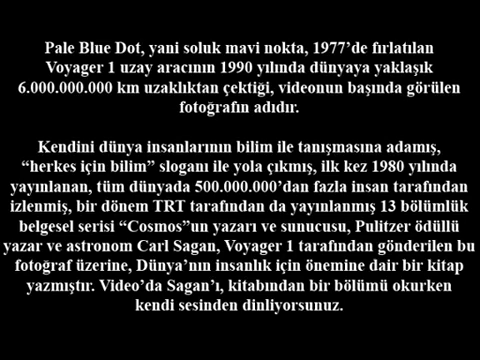 Pale Blue Dot, yani soluk mavi nokta, 1977’de fırlatılan
Voyager 1 uzay aracının 1990 yılında dünyaya yaklaşık
6.000.000.000 km uzaklıktan çektiği, videonun başında görülen
fotoğrafın adıdır.
Kendini dünya insanlarının bilim ile tanışmasına adamış,
“herkes için bilim” sloganı ile yola çıkmış, ilk kez 1980 yılında
yayınlanan, tüm dünyada 500.000.000’dan fazla insan tarafından
izlenmiş, bir dönem TRT tarafından da yayınlanmış 13 bölümlük
belgesel serisi “Cosmos”un yazarı ve sunucusu, Pulitzer ödüllü
yazar ve astronom Carl Sagan, Voyager 1 tarafından gönderilen bu
fotoğraf üzerine, Dünya’nın insanlık için önemine dair bir kitap
yazmıştır. Video’da Sagan’ı, kitabından bir bölümü okurken
kendi sesinden dinliyorsunuz.